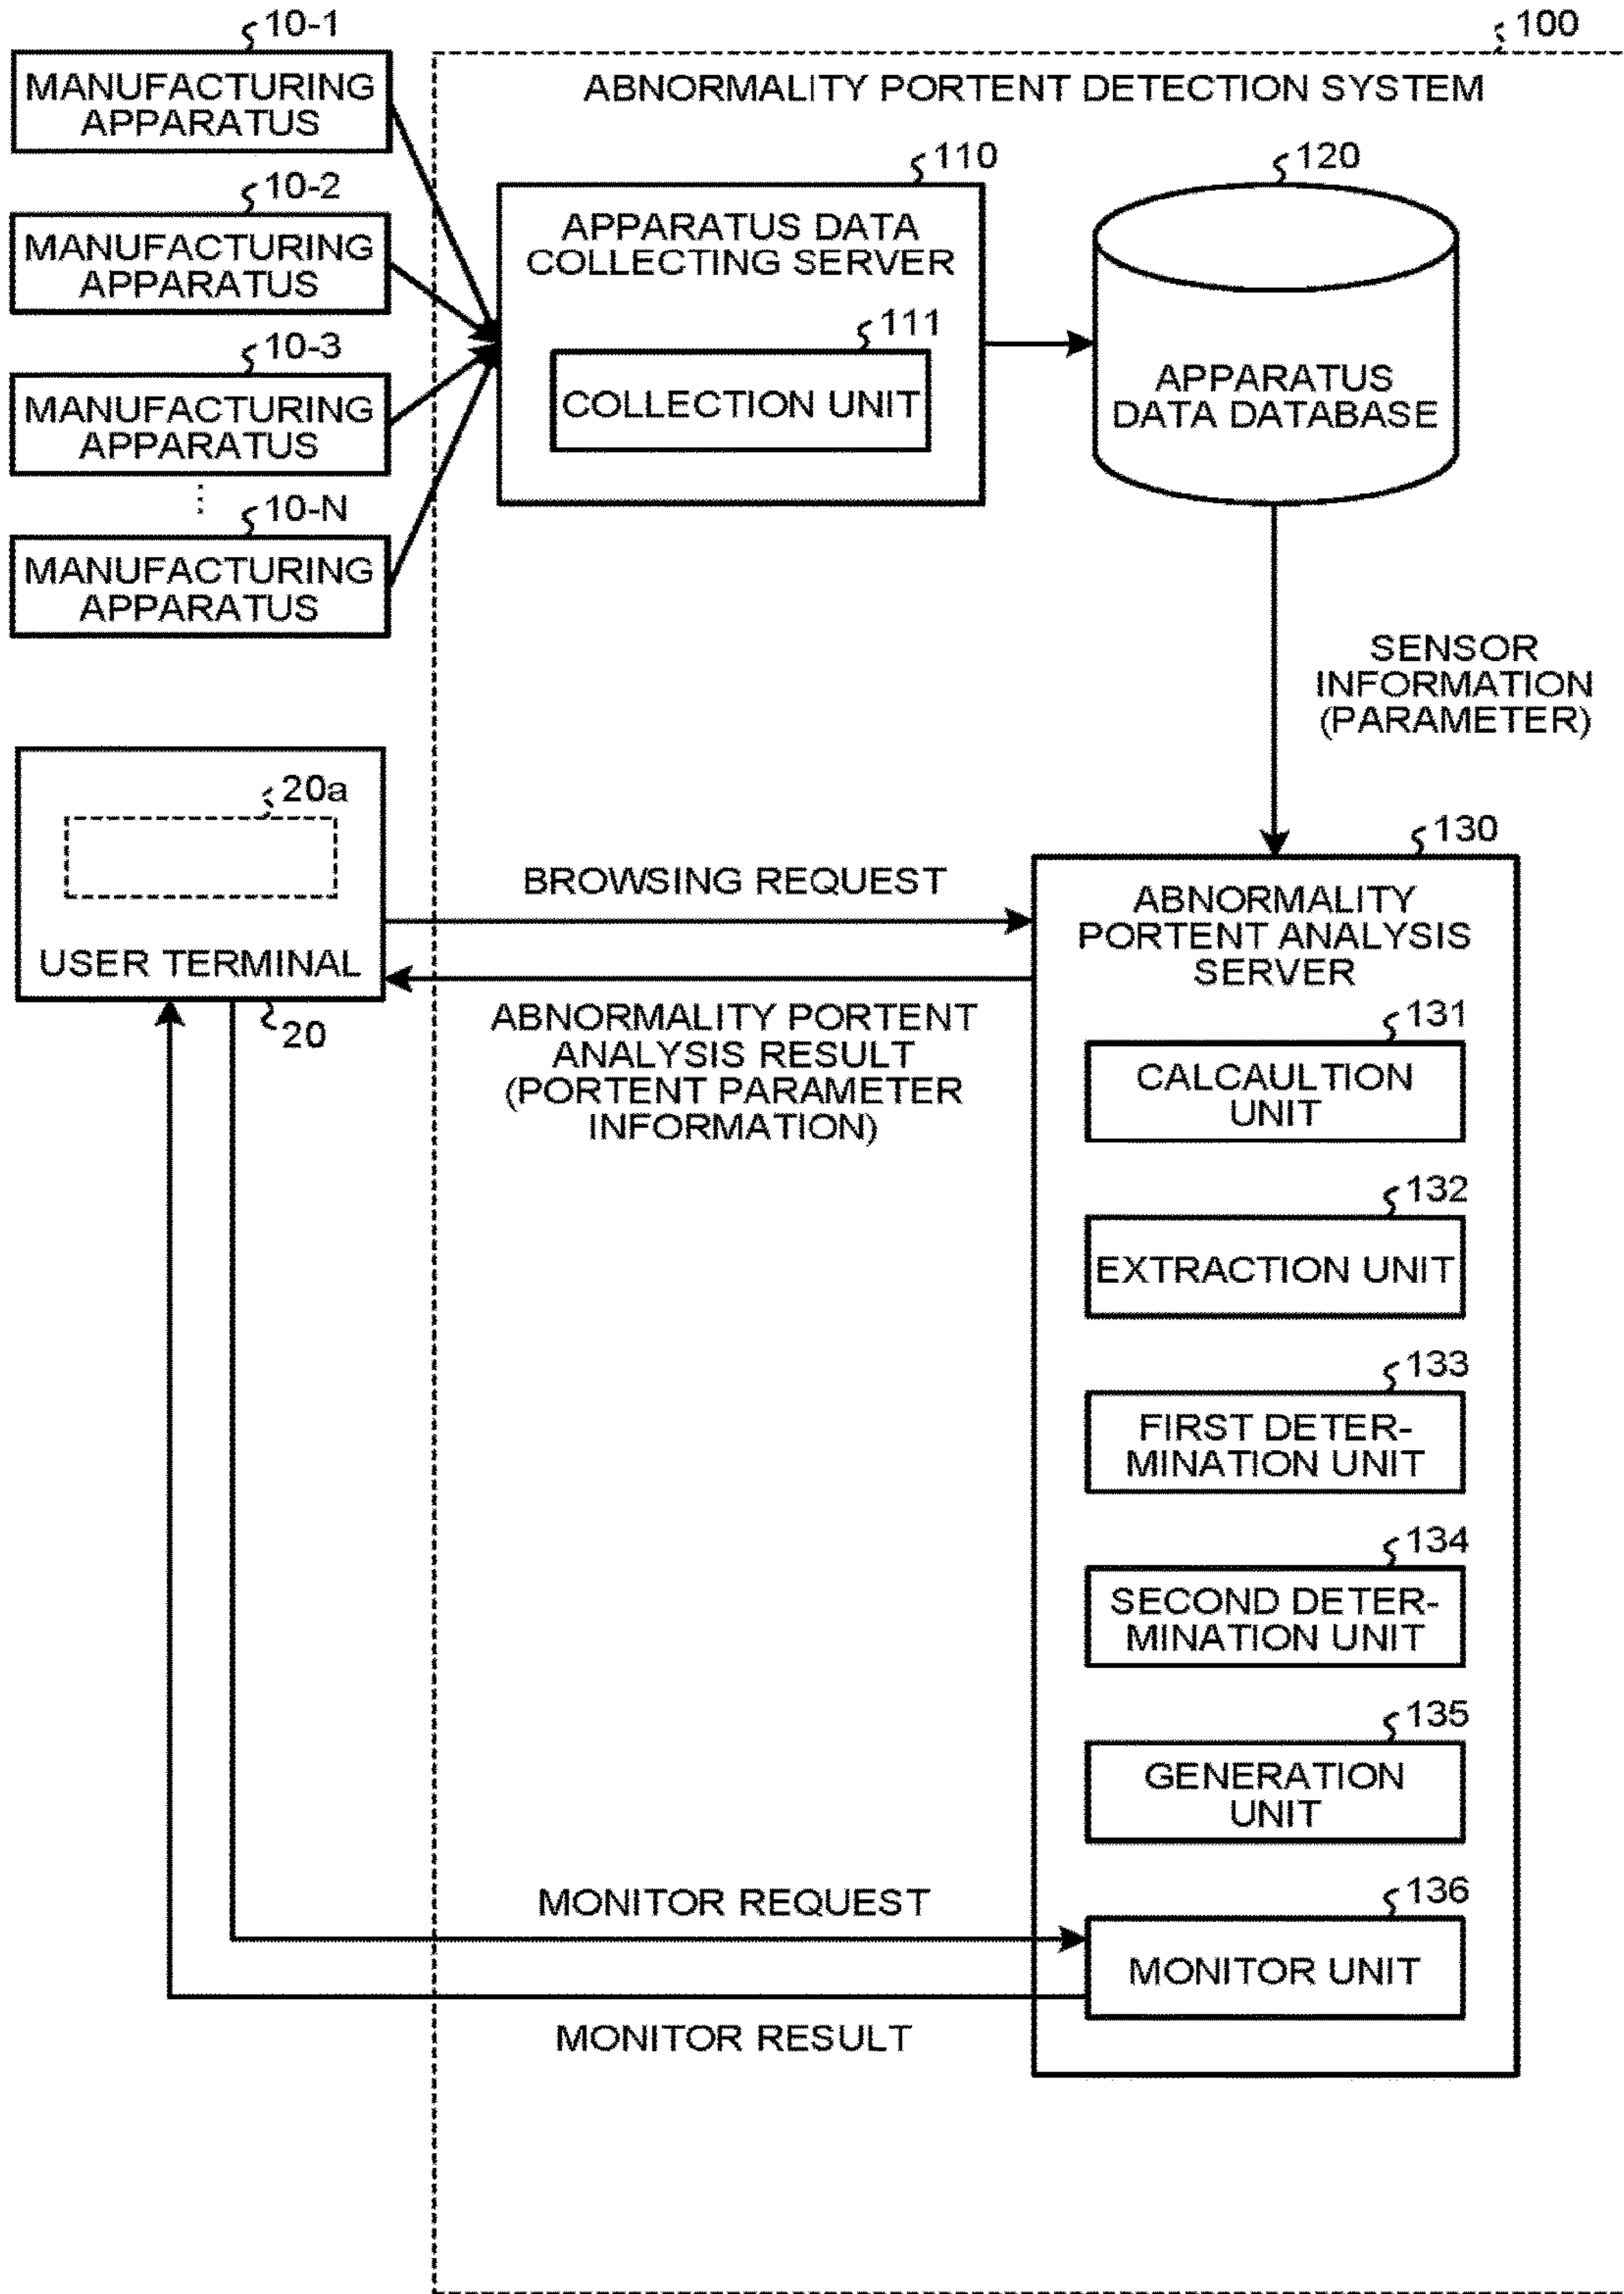 10-1
MANUFACTURING
APPARATUS
10-2
MANUFACTURING
APPARATUS
10-3
MANUFACTURING
APPARATUS
10-N
MANUFACTURING
APPARATUS
100
ABNORMALITY PORTENT DETECTION SYSTEM
110
APPARATUS DATA
COLLECTING SERVER
111
COLLECTION UNIT
120
APPARATUS
DATA DATABASE
SENSOR
INFORMATION
(PARAMETER)
20a
USER TERMINAL
20
BROWSING REQUEST
ABNORMALITY PORTENT
ANALYSIS RESULT
(PORTENT PARAMETER
INFORMATION)
130
ABNORMALITY
PORTENT ANALYSIS
SERVER
131
CALCAULTION
UNIT
132
EXTRACTION UNIT
133
FIRST DETER-
MINATION UNIT
134
SECOND DETER-
MINATION UNIT
135
GENERATION
UNIT
136
MONITOR UNIT
MONITOR REQUEST
MONITOR RESULT